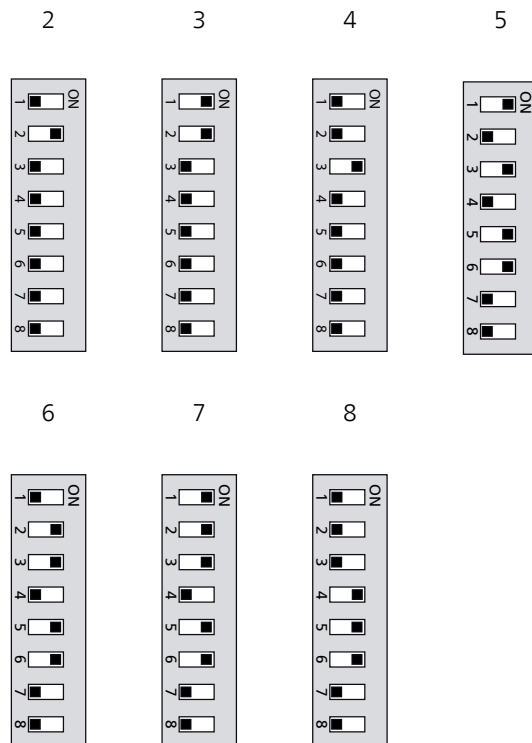 2 3 4 5
ON ON ON ON
1 1 1 1
2 2 2 2
3 3 3 3
4 4 4 4
5 5 5 5
6 6 6 6
7 7 7 7
8 8 8 8
6 7 8
ON ON ON
1 1 1
2 2 2
3 3 3
4 4 4
5 5 5
6 6 6
7 7 7
8 8 8